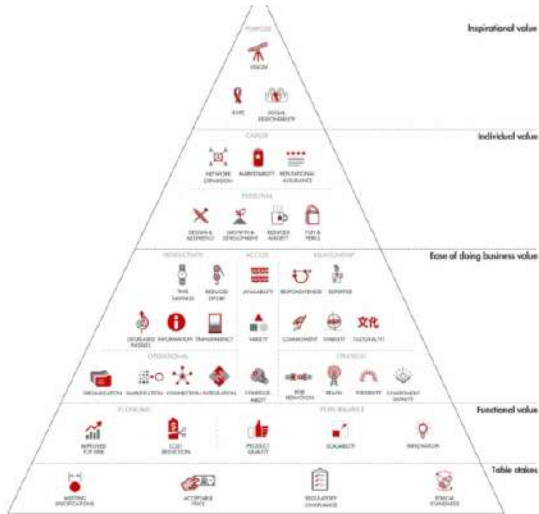 PURPOSE
VISION
HOPE
SOCIAL
RESPONSIBILITY
Inspirational value
CAREER
NETWORK
EXPANSION
MARKETABILITY
REPUTATIONAL
ASSURANCE
Individual value
PERSONAL
DESIGN &
AESTHETICS
GROWTH &
DEVELOPMENT
REDUCED
ANXIETY
FUN &
PERKS
Ease of doing business value
PRODUCTIVITY
ACCESS
RELATIONSHIP
TIME
SAVINGS
REDUCED
EFFORT
AVAILABILITY
RESPONSIVENESS
EXPERTISE
DECREASED
HASSLES
INFORMATION
TRANSPARENCY
VARIETY
COMMITMENT
STABILITY
文化
CULTURAL FIT
OPERATIONAL
STRATEGIC
ORGANIZATION
SIMPLIFICATION
CONNECTION
INTEGRATION
RISK
REDUCTION
REACH
FLEXIBILITY
COMPONENT
QUALITY
Functional value
ECONOMIC
PERFORMANCE
IMPROVED
TOP LINE
COST
REDUCTION
PRODUCT
QUALITY
SCALABILITY
INNOVATION
Table stakes
MEETING
SPECIFICATIONS
ACCEPTABLE
PRICE
REGULATORY
COMPLIANCE
ETHICAL
STANDARDS